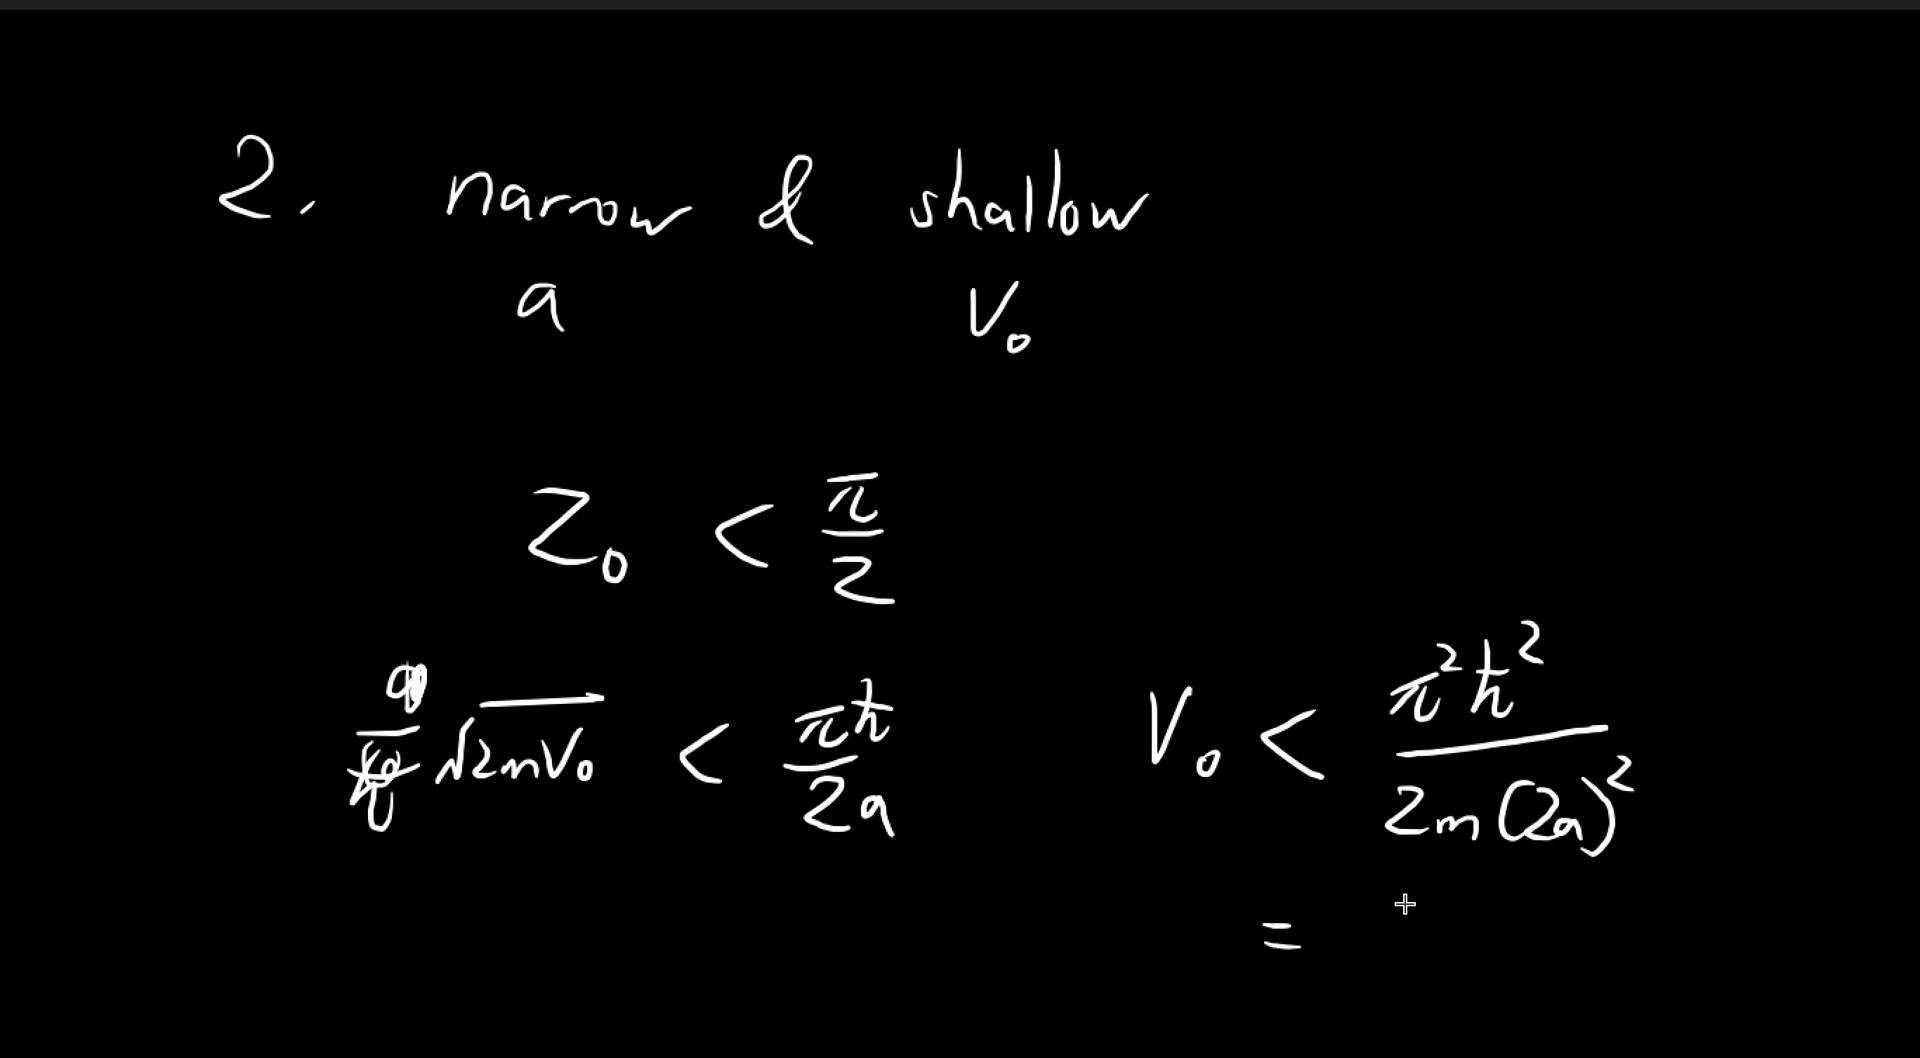 2. narrow & shallow
a V₀
z₀ < π/2
√2mV₀ < πħ/2a
V₀ < π²ħ²/2m(2a)²
=